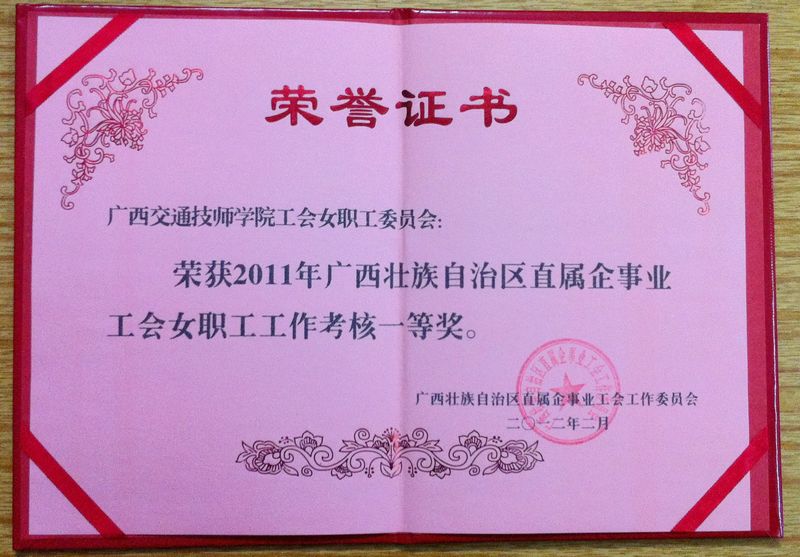 荣誉证书
广西交通技师学院工会女职工委员会:
荣获2011年广西壮族自治区直属企事业
工会女职工工作考核一等奖。
广西壮族自治区直属企事业工会工作委员会
二〇一二年二月